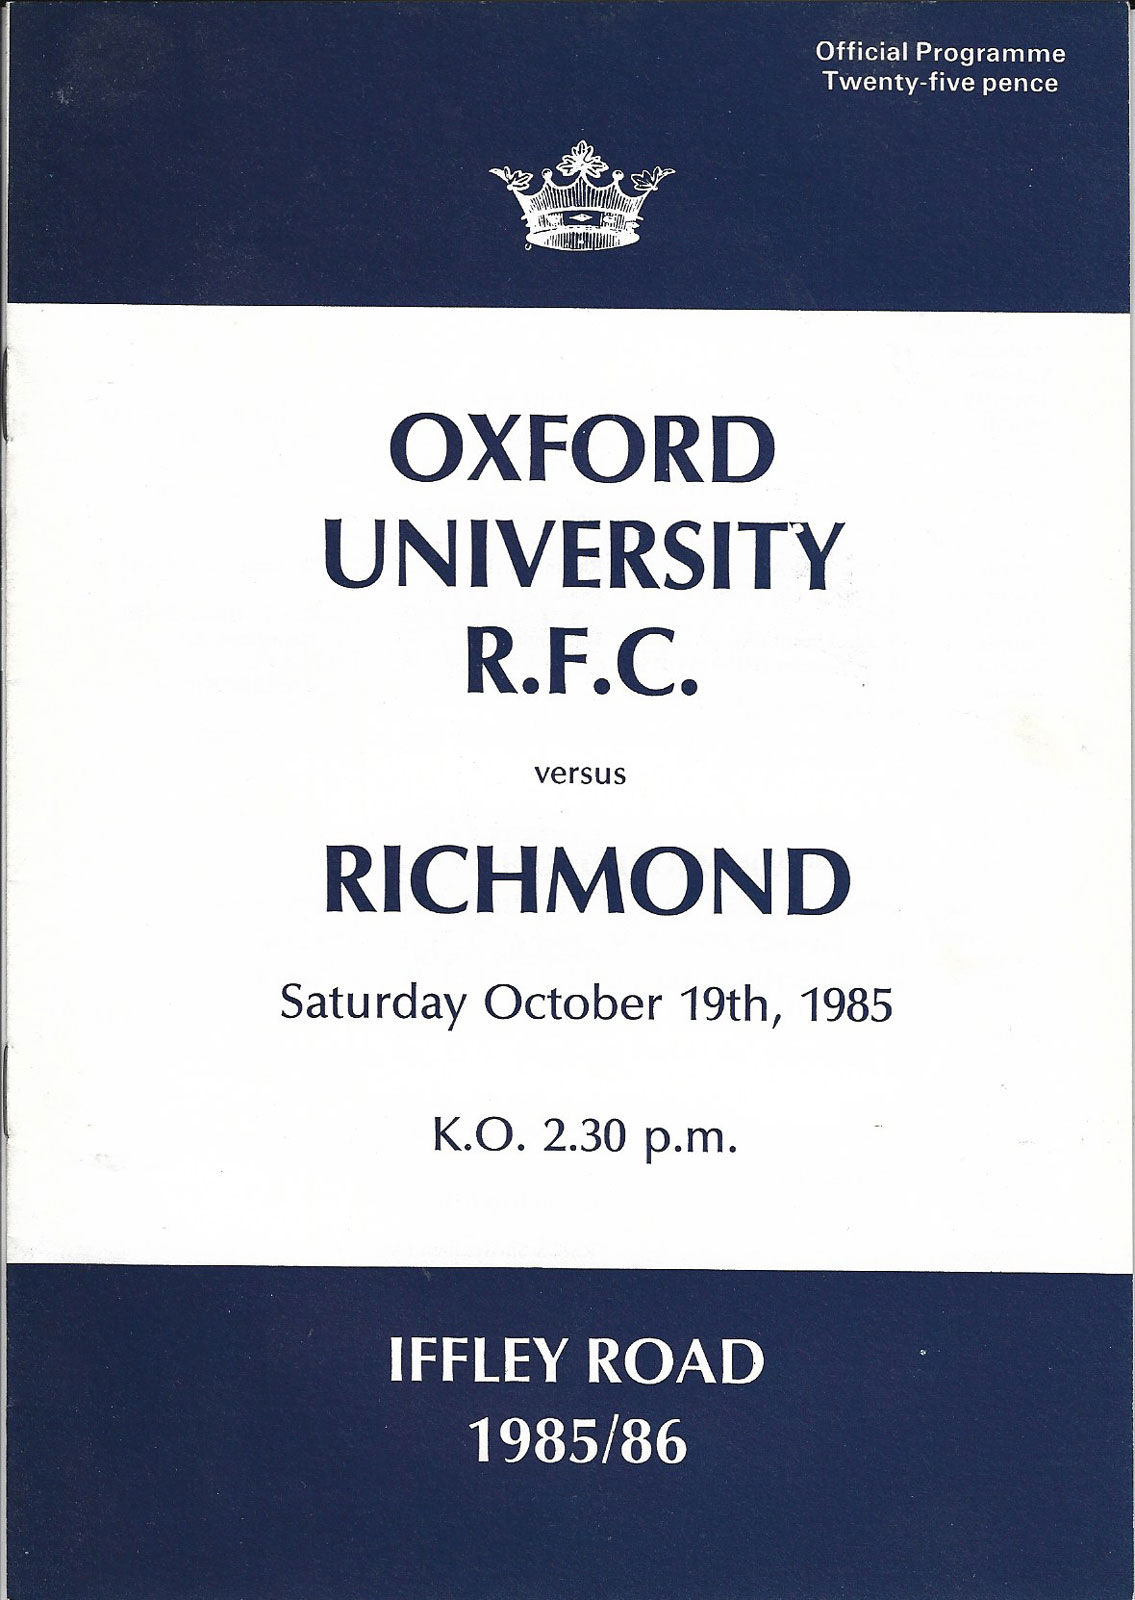 Official Programme
Twenty-five pence
OXFORD
UNIVERSITY
R.F.C.
versus
RICHMOND
Saturday October 19th, 1985
K.O. 2.30 p.m.
IFFLEY ROAD
1985/86